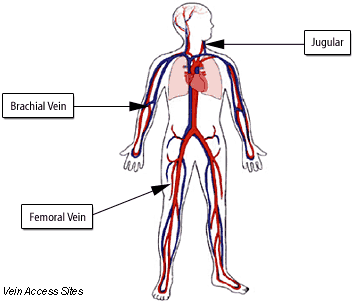 Jugular
Brachial Vein
Femoral Vein
Vein Access Sites